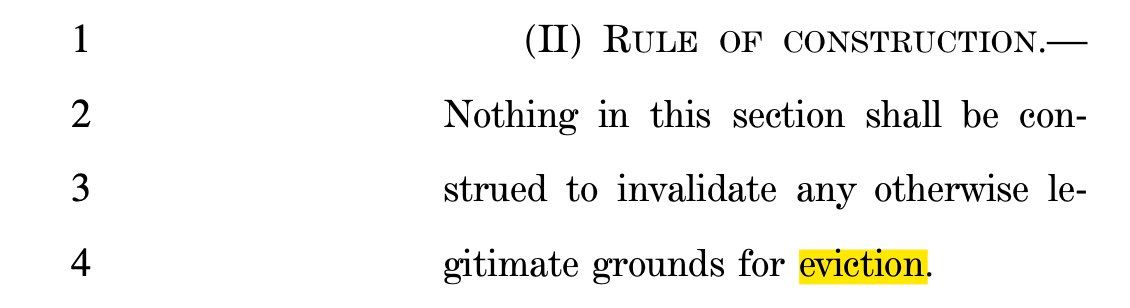 1 (II) RULE OF CONSTRUCTION.—
2 Nothing in this section shall be con-
3 strued to invalidate any otherwise le-
4 gitimate grounds for eviction.